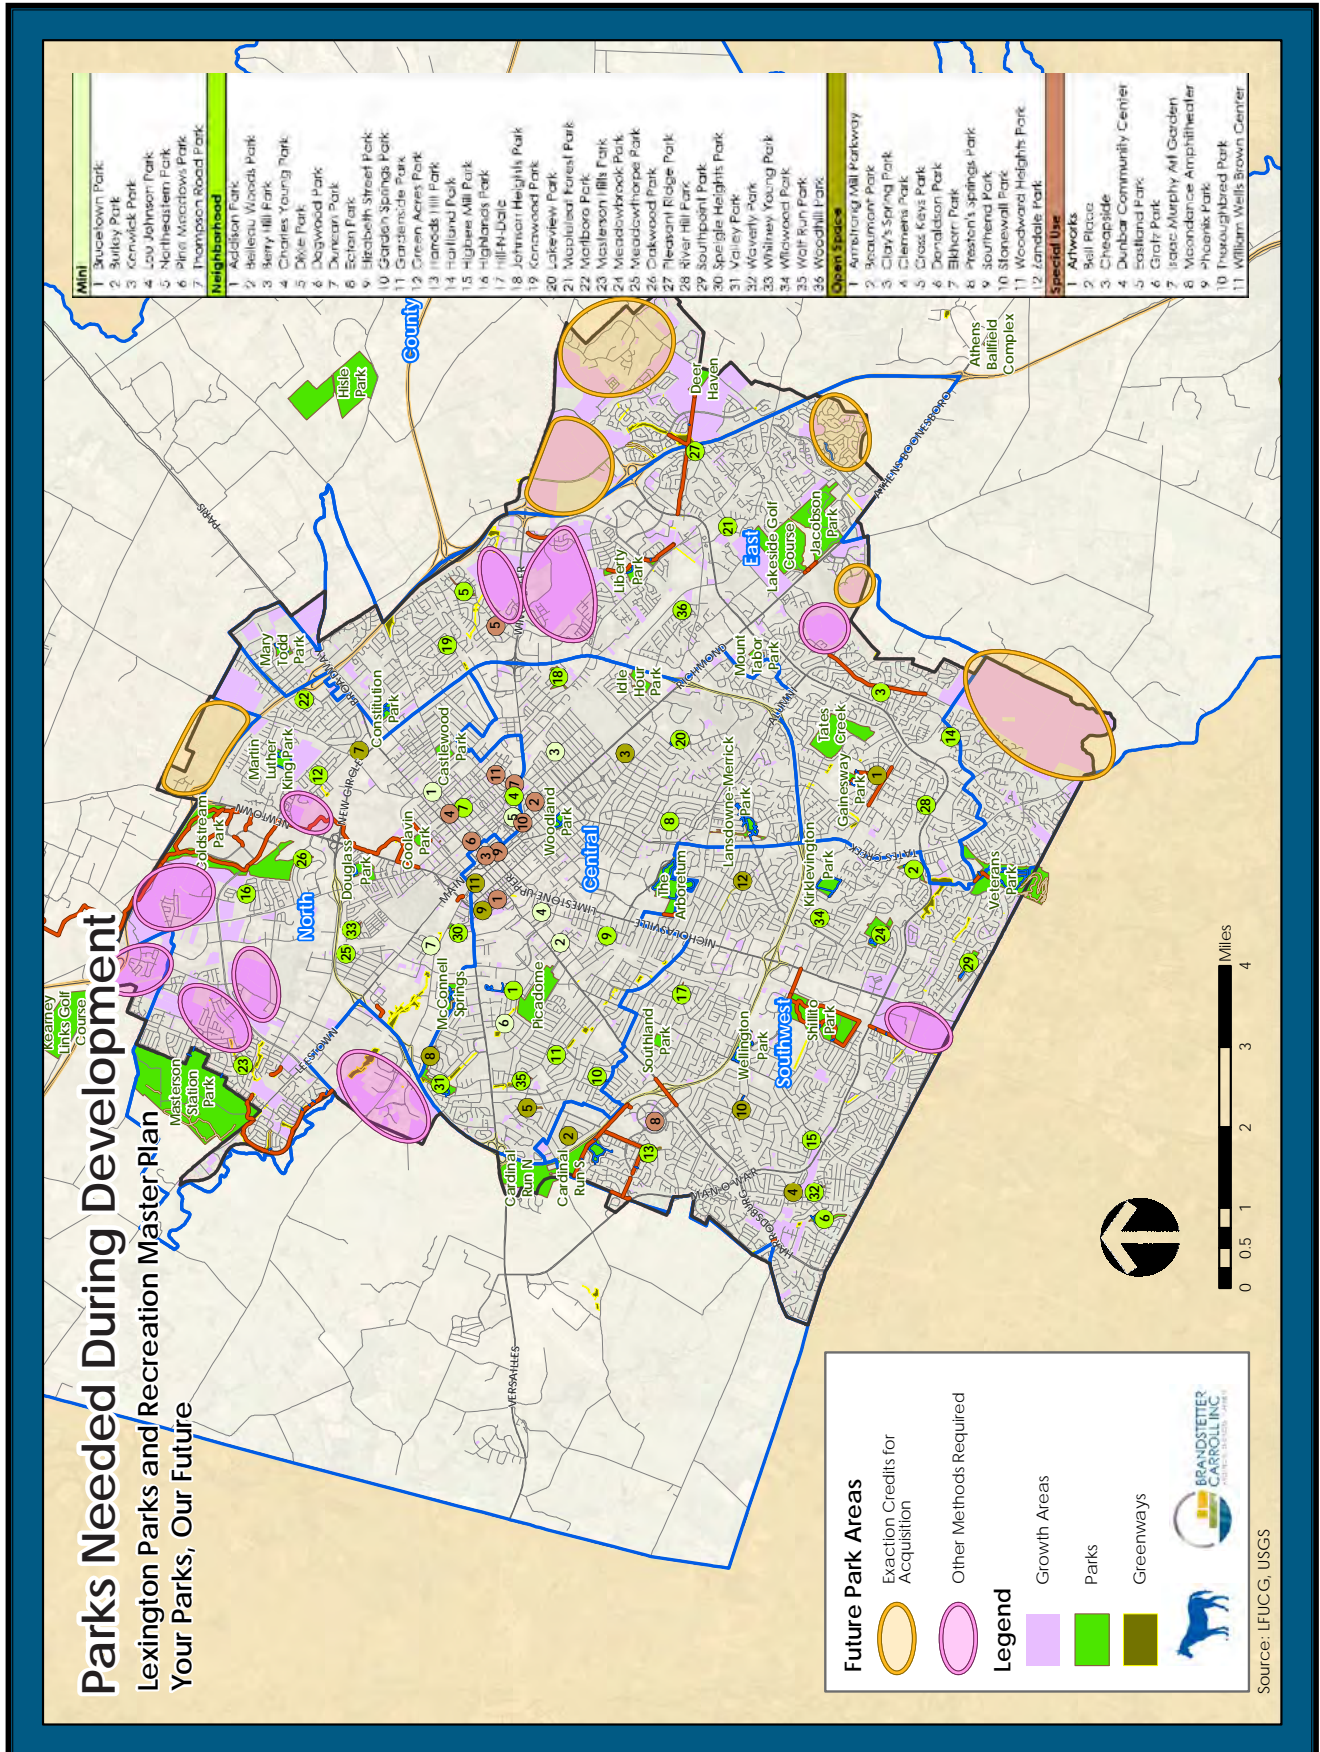 Parks Needed During Development
Lexington Parks and Recreation Master Plan
Your Parks, Our Future
Mini
1 Brucetown Park
2 Burley Park
3 Kenwick Park
4 Lou Johnson Park
5 Northeastern Park
6 Pine Meadows Park
7 Thompson Road Park
Neighborhood
1 Addison Park
2 Belleau Woods Park
3 Berry Hill Park
4 Charles Young Park
5 Dixie Park
6 Dogwood Park
7 Duncan Park
8 Ecton Park
9 Elizabeth Street Park
10 Garden Springs Park
11 Gardenside Park
12 Green Acres Park
13 Harrods Hill Park
14 Hartland Park
15 Higbee Mill Park
16 Highlands Park
17 Hill-N-Dale
18 Johnson Heights Park
19 Kenawood Park
20 Lakeview Park
21 Mapleleaf Forest Park
22 Marlboro Park
23 Masterson Hills Park
24 Meadowbrook Park
25 Meadowthorpe Park
26 Oakwood Park
27 Pleasant Ridge Park
28 River Hill Park
29 Southpoint Park
30 Speigle Heights Park
31 Valley Park
32 Waverly Park
33 Whitney Young Park
34 Wildwood Park
35 Wolf Run Park
36 Woodhill Park
Open Space
1 Armstrong Mill Parkway
2 Beaumont Park
3 Clay's Spring Park
4 Clemens Park
5 Cross Keys Park
6 Donaldson Park
7 Elkhorn Park
8 Preston's Springs Park
9 Southend Park
10 Stonewall Park
11 Woodward Heights Park
12 Zandale Park
Special Use
1 Artworks
2 Bell Place
3 Cheapside
4 Dunbar Community Center
5 Eastland Park
6 Gratz Park
7 Isaac Murphy Art Garden
8 Moondance Amphitheater
9 Phoenix Park
10 Thoroughbred Park
11 William Wells Brown Center
Kearney
Links Golf
Course
Masterson
Station
Park
Coldstream
Park
Martin
Luther
King Park
Mary
Todd
Park
Hisle
Park
County
PARIS
NEWTOWN
BROADWAY
NEW CIRCLE
LEESTOWN
North
Douglass
Park
Coolavin
Park
Castlewood
Park
Constitution
Park
McConnell
Springs
MAIN
UPPER
LIMESTONE
Picadome
Woodland
Park
Central
Idle
Hour
Park
Liberty
Park
Deer
Haven
East
Lakeside Golf
Course
Jacobson
Park
Athens
Ballfield
Complex
ATHENS-BOONESBORO
RICHMOND
Mount
Tabor
Park
ALUMNI
Tates
Creek
Gainesway
Park
Lansdowne-Merrick
Park
The
Arboretum
NICHOLASVILLE
Kirklevington
Park
TATES CREEK
Veterans
Park
Southland
Park
Wellington
Park
Southwest
Shillito
Park
Cardinal
Run N
Cardinal
Run S
MAN-O-WAR
HARRODSBURG
VERSAILLES
0 0.5 1 2 3 4
Miles
Future Park Areas
Exaction Credits for
Acquisition
Other Methods Required
Legend
Growth Areas
Parks
Greenways
BRANDSTETTER
CARROLL INC
Source: LFUCG, USGS